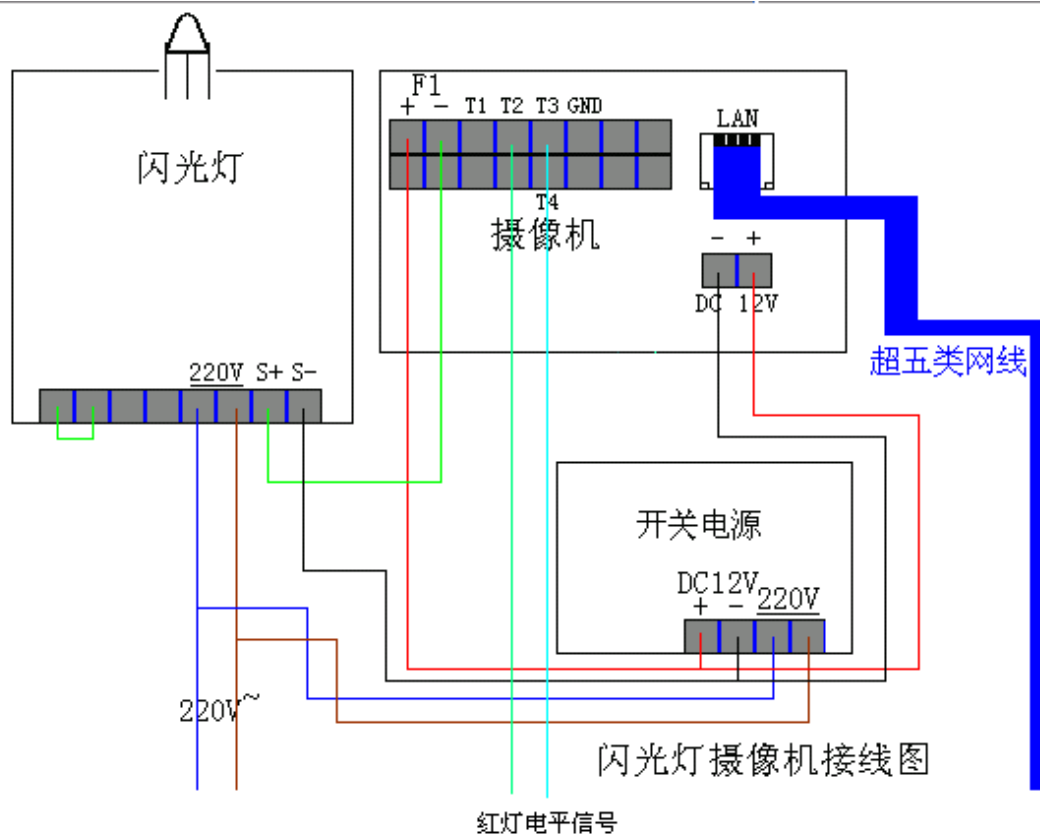 闪光灯
F1
+ - T1 T2 T3 GND
LAN
T4
摄像机
- +
DC 12V
超五类网线
220V S+ S-
开关电源
DC12V
+ - 220V
220V~
闪光灯摄像机接线图
红灯电平信号